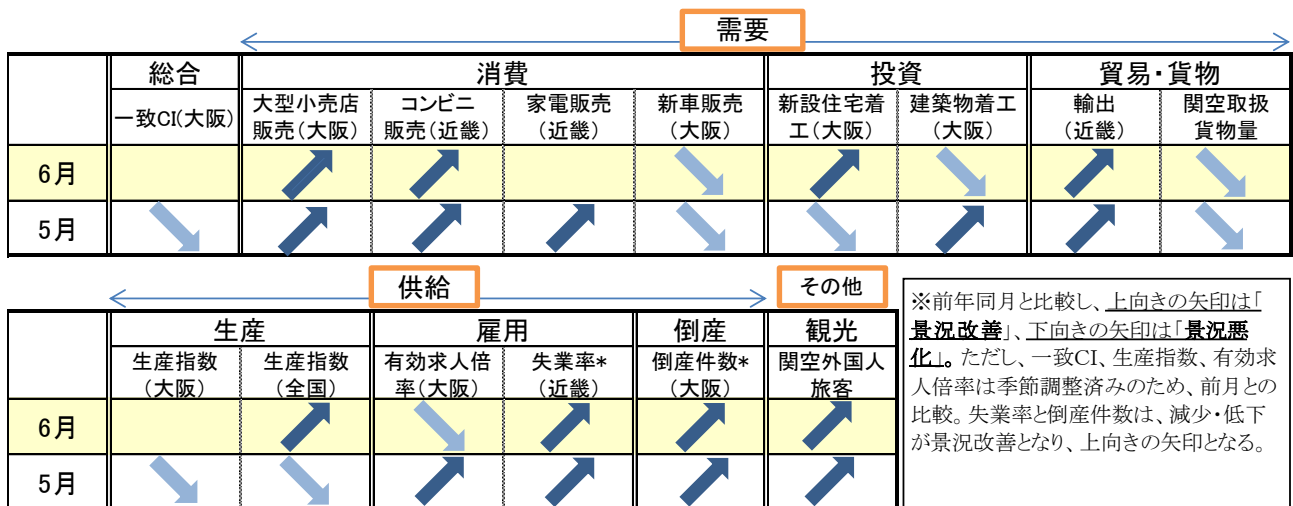 需要
総合 消費 投資 貿易・貨物
一致CI(大阪) 大型小売店 コンビニ 家電販売 新車販売 新設住宅着 建築物着工 輸出 関空取扱
販売(大阪) 販売(近畿) (近畿) (大阪) 工(大阪) (大阪) (近畿) 貨物量
6月
5月
供給 その他
生産 雇用 倒産 観光
生産指数 生産指数 有効求人倍 失業率* 倒産件数* 関空外国人
(大阪) (全国) 率(大阪) (近畿) (大阪) 旅客
6月
5月
※前年同月と比較し、上向きの矢印は「
景況改善」、下向きの矢印は「景況悪
化」。ただし、一致CI、生産指数、有効求
人倍率は季節調整済みのため、前月との
比較。失業率と倒産件数は、減少・低下
が景況改善となり、上向きの矢印となる。